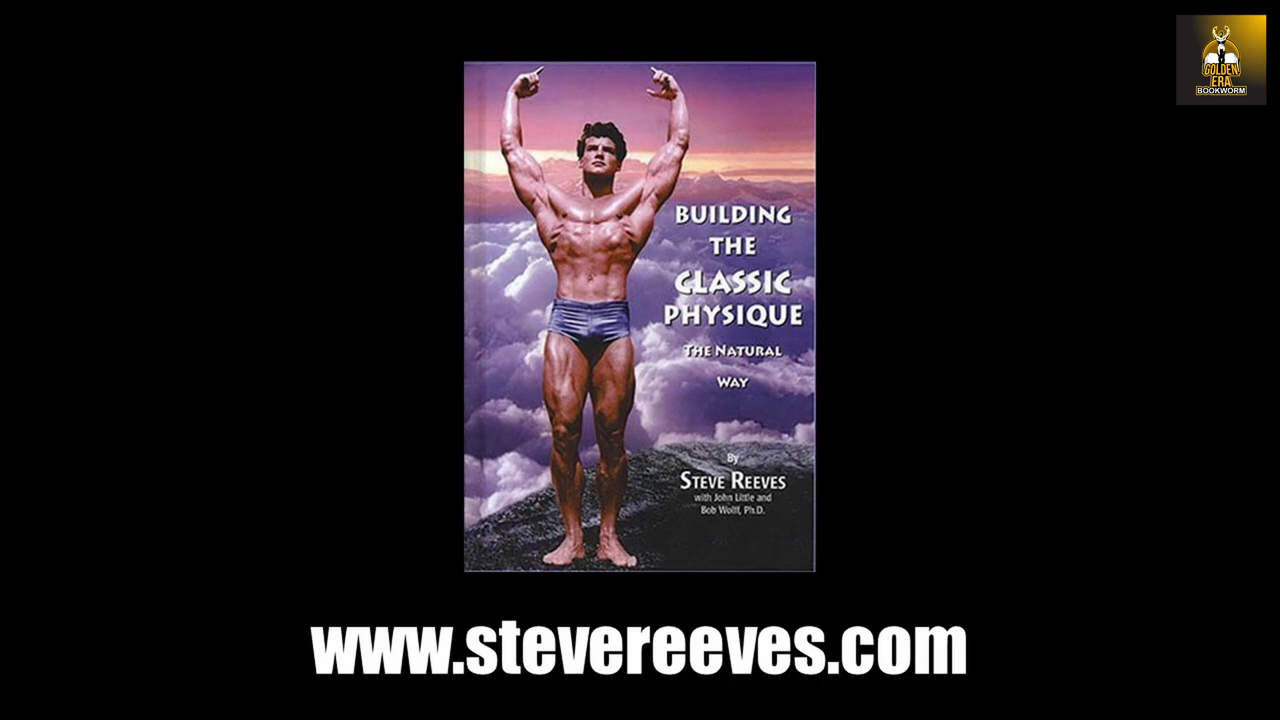 GOLDEN
ERA
BOOKWORM
BUILDING
THE
CLASSIC
PHYSIQUE
THE NATURAL
WAY
By
STEVE REEVES
with John Little and
Bob Wolff, Ph.D.
www.stevereeves.com